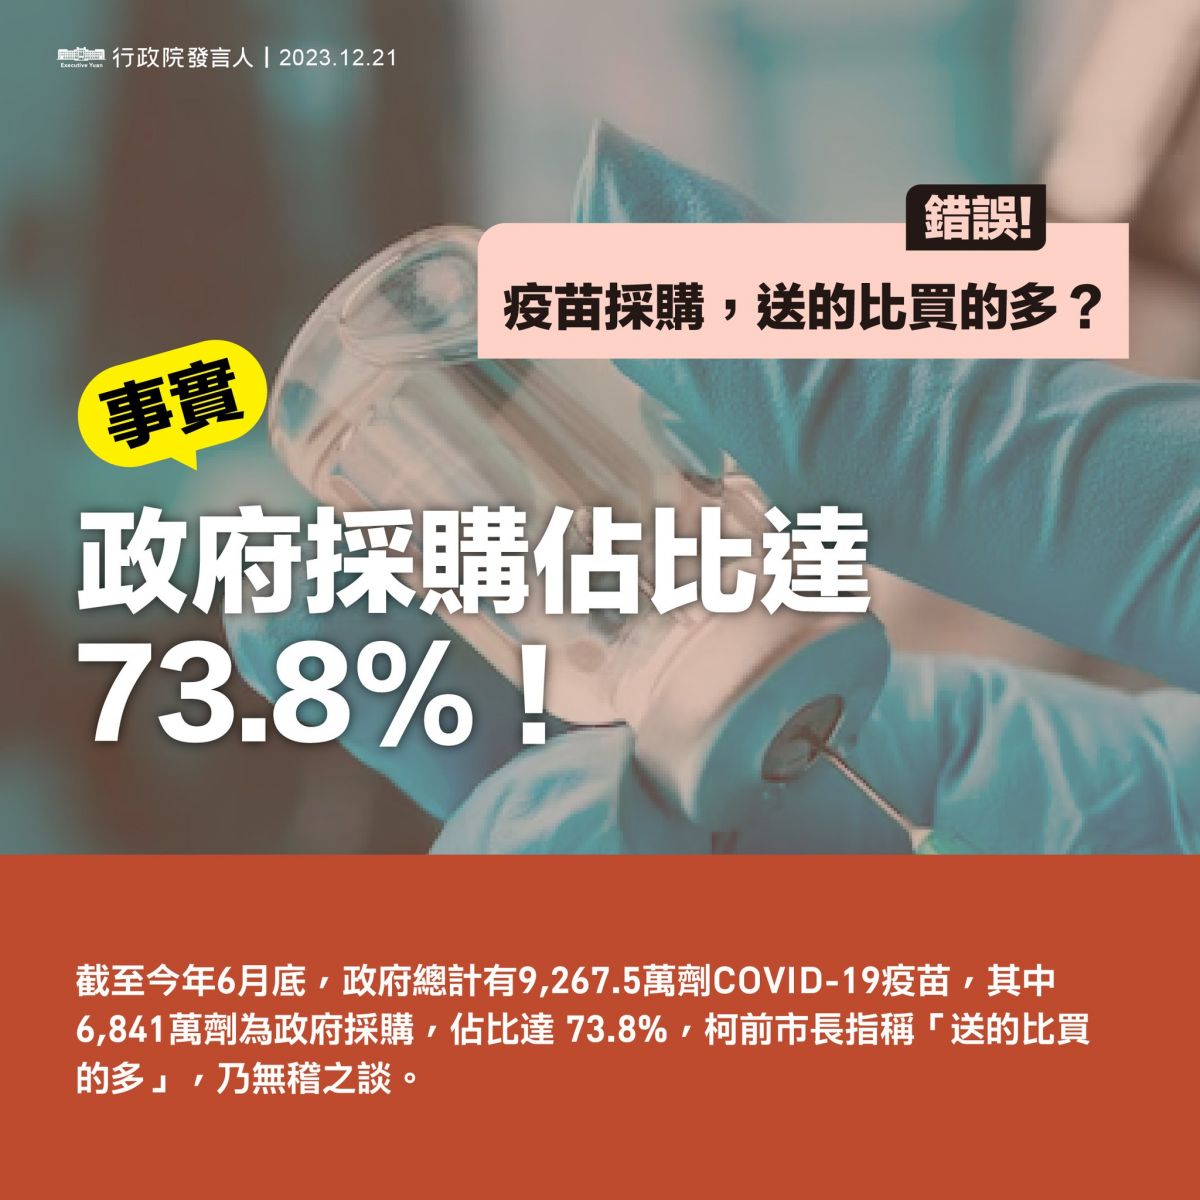 Executive Yuan 行政院發言人 | 2023.12.21
錯誤!
疫苗採購，送的比買的多？
事實
政府採購佔比達
73.8%！
截至今年6月底，政府總計有9,267.5萬劑COVID-19疫苗，其中
6,841萬劑為政府採購，佔比達 73.8%，柯前市長指稱「送的比買
的多」，乃無稽之談。